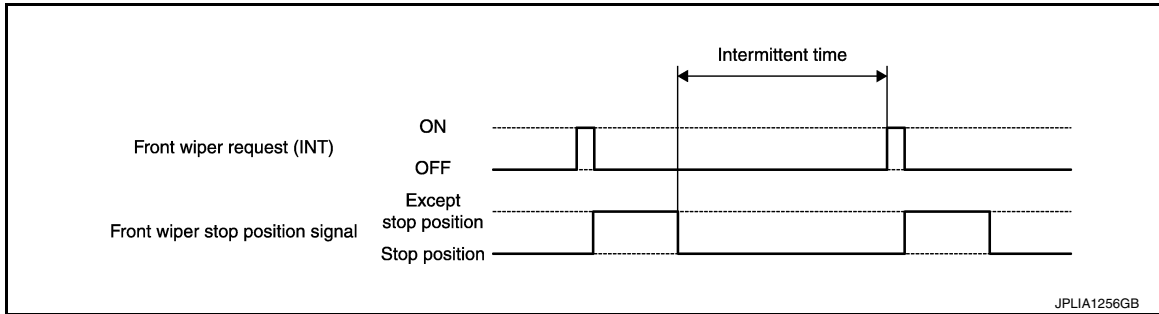 Intermittent time
ON
Front wiper request (INT)
OFF
Except
stop position
Front wiper stop position signal
Stop position
JPLIA1256GB